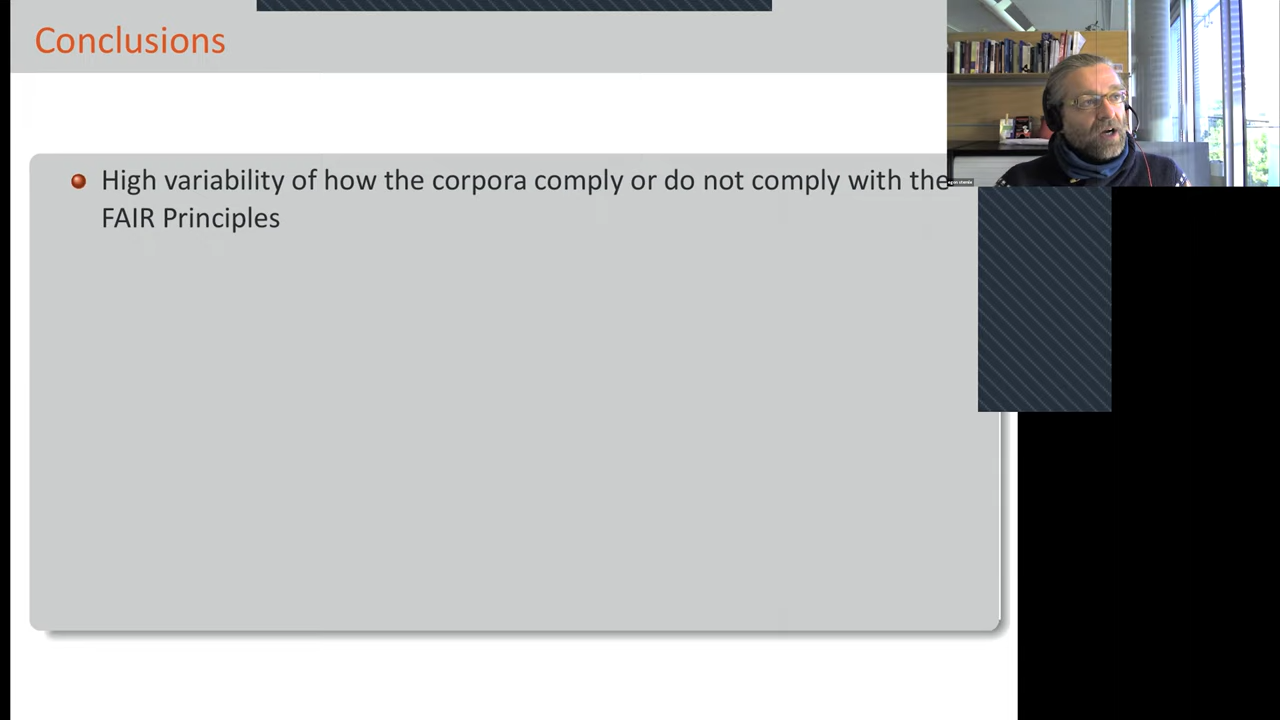 Conclusions
High variability of how the corpora comply or do not comply with the
FAIR Principles